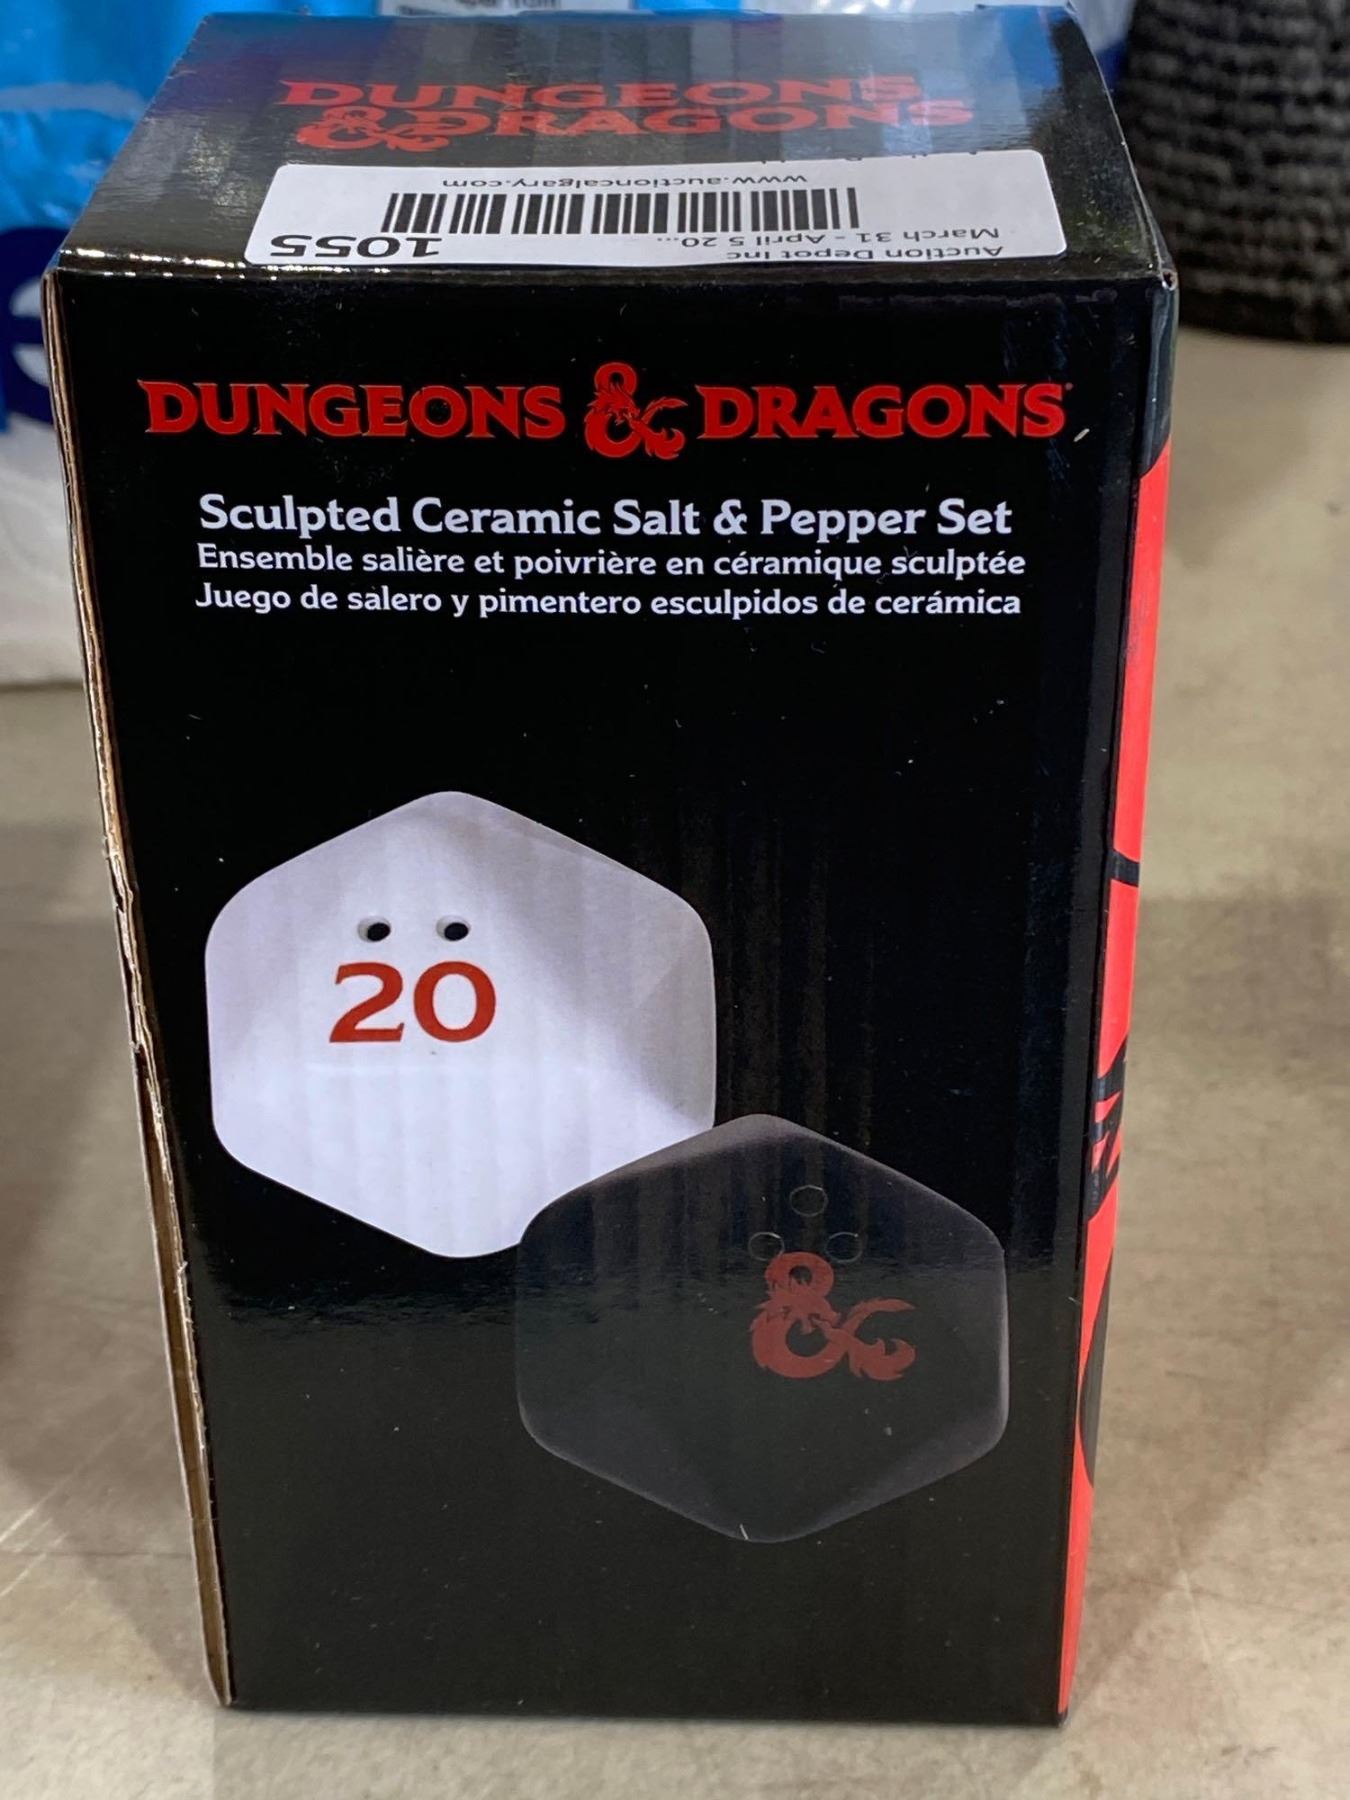 DUNGEONS
& DRAGONS
www.auctioncalgary.com
1055
March 31 - April 5 20...
Auction Depot Inc
DUNGEONS & DRAGONS
Sculpted Ceramic Salt & Pepper Set
Ensemble salière et poivrière en céramique sculptée
Juego de salero y pimentero esculpidos de cerámica
20
&
e